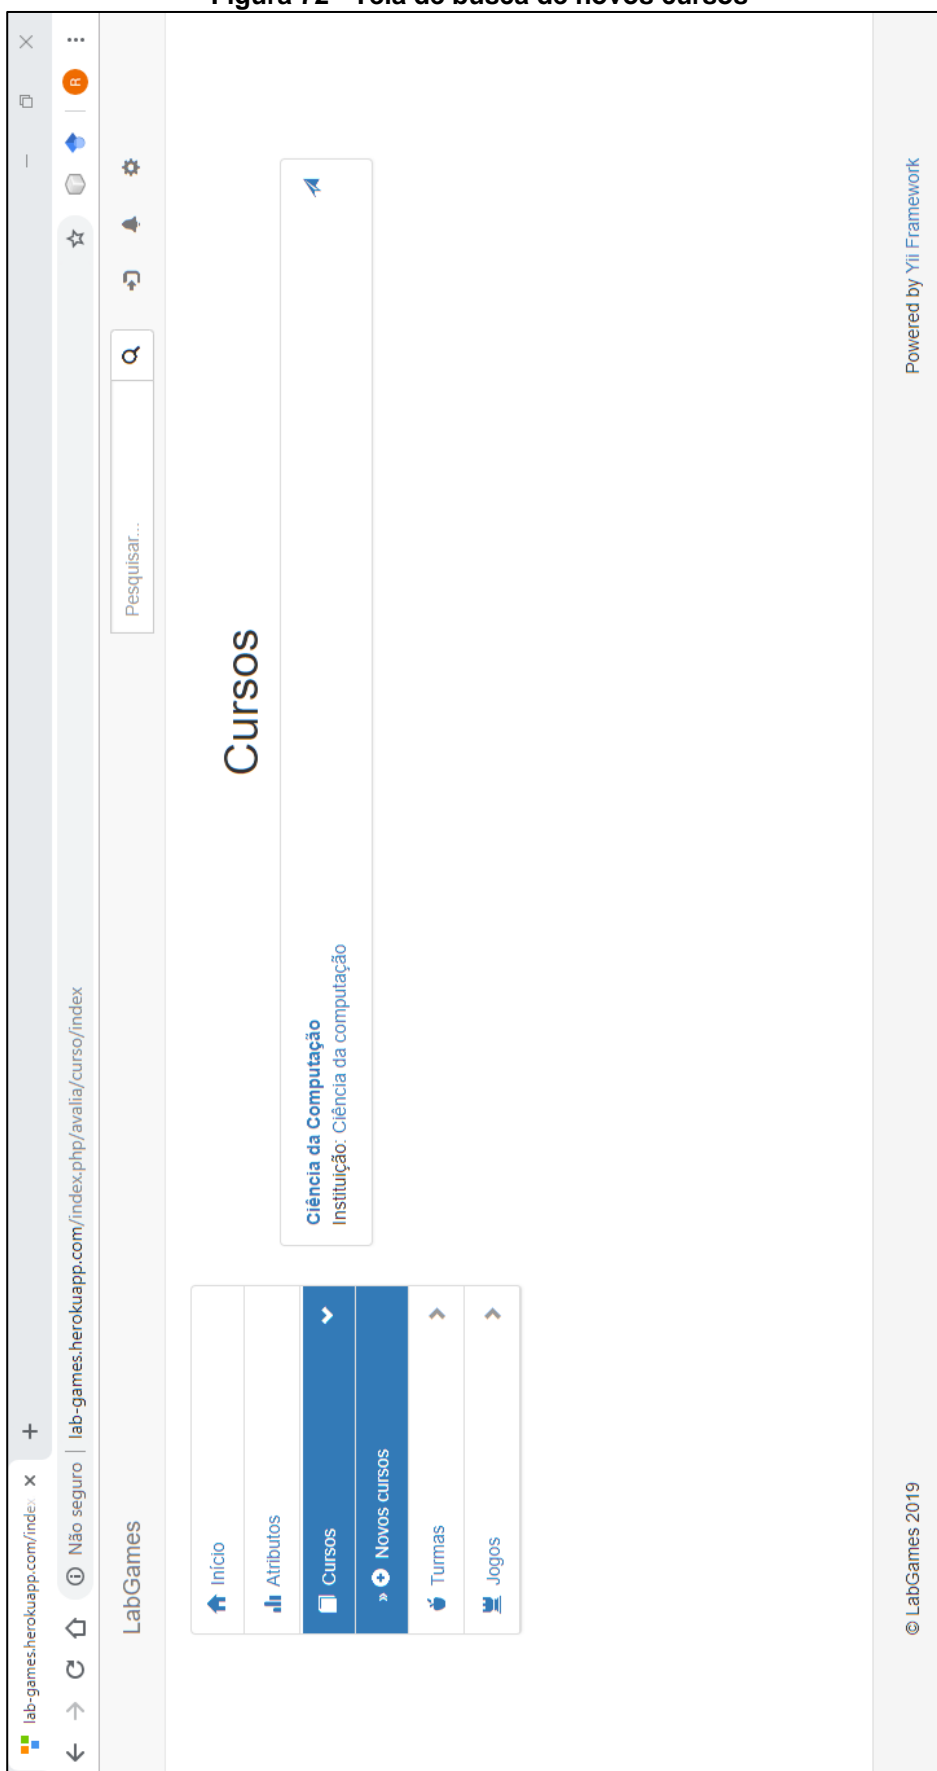 Figura 72 - Tela de busca de novos cursos
lab-games.herokuapp.com/index
Não seguro | lab-games.herokuapp.com/index.php/avalia/curso/index
R
LabGames
Pesquisar...
Início
Atributos
Cursos
» Novos cursos
Turmas
Jogos
Cursos
Ciência da Computação
Instituição: Ciência da computação
© LabGames 2019
Powered by Yii Framework